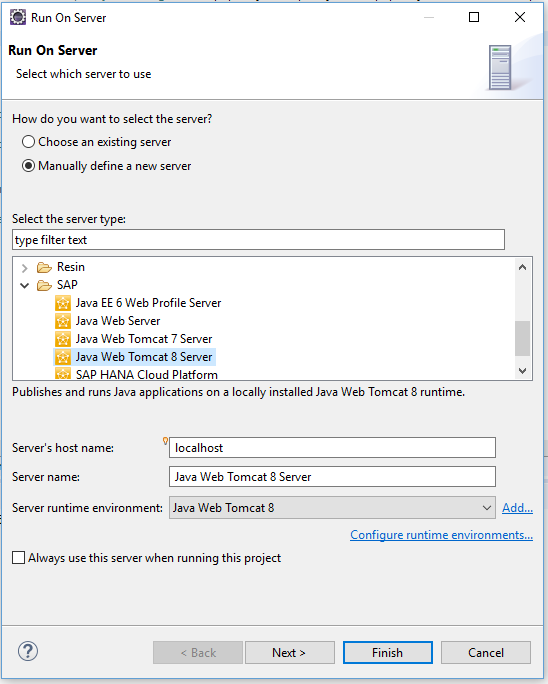 Run On Server
Run On Server
Select which server to use
How do you want to select the server?
Choose an existing server
Manually define a new server
Select the server type:
type filter text
Resin
SAP
Java EE 6 Web Profile Server
Java Web Server
Java Web Tomcat 7 Server
Java Web Tomcat 8 Server
SAP HANA Cloud Platform
Publishes and runs Java applications on a locally installed Java Web Tomcat 8 runtime.
Server's host name: localhost
Server name: Java Web Tomcat 8 Server
Server runtime environment: Java Web Tomcat 8 Add...
Configure runtime environments...
Always use this server when running this project
? < Back Next > Finish Cancel